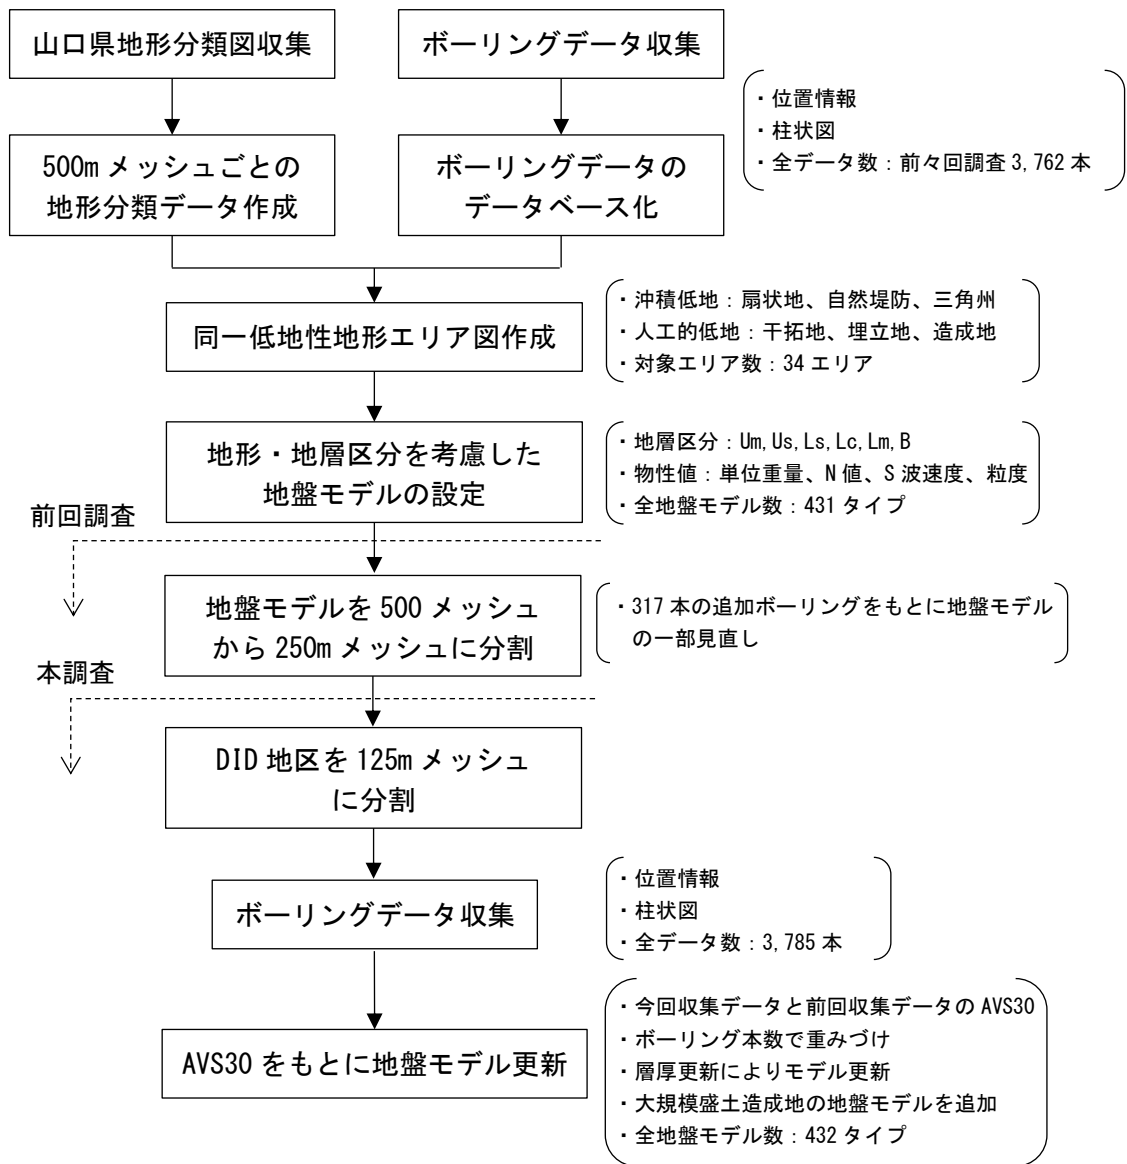 山口県地形分類図収集
ボーリングデータ収集
・位置情報
・柱状図
・全データ数：前々回調査 3,762 本
500m メッシュごとの
地形分類データ作成
ボーリングデータの
データベース化
・沖積低地：扇状地、自然堤防、三角州
・人工的低地：干拓地、埋立地、造成地
・対象エリア数：34 エリア
同一低地性地形エリア図作成
地形・地層区分を考慮した
地盤モデルの設定
・地層区分：Um,Us,Ls,Lc,Lm,B
・物性値：単位重量、N 値、S 波速度、粒度
・全地盤モデル数：431 タイプ
前回調査
地盤モデルを 500 メッシュ
から 250m メッシュに分割
・317 本の追加ボーリングをもとに地盤モデル
の一部見直し
本調査
DID 地区を 125m メッシュ
に分割
ボーリングデータ収集
・位置情報
・柱状図
・全データ数：3,785 本
AVS30 をもとに地盤モデル更新
・今回収集データと前回収集データの AVS30
・ボーリング本数で重みづけ
・層厚更新によりモデル更新
・大規模盛土造成地の地盤モデルを追加
・全地盤モデル数：432 タイプ